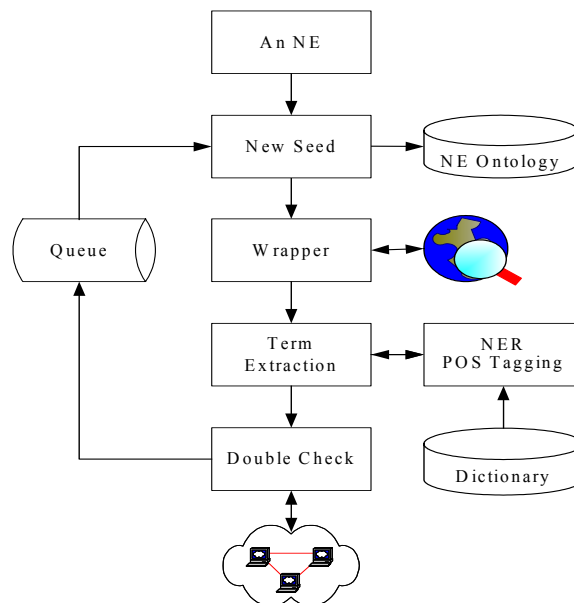 An NE
New Seed
NE Ontology
Queue
Wrapper
Term
Extraction
NER
POS Tagging
Double Check
Dictionary